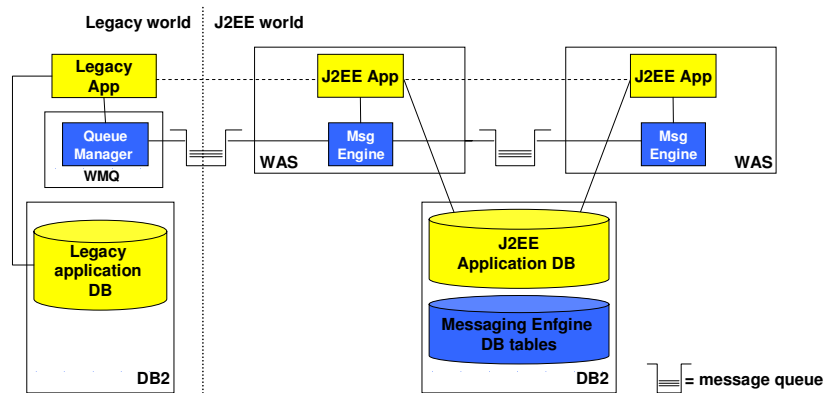 Legacy world
J2EE world
Legacy
App
J2EE App
J2EE App
Queue
Manager
WMQ
Msg
Engine
WAS
Msg
Engine
WAS
Legacy
application
DB
DB2
J2EE
Application DB
Messaging Enfgine
DB tables
DB2
= message queue